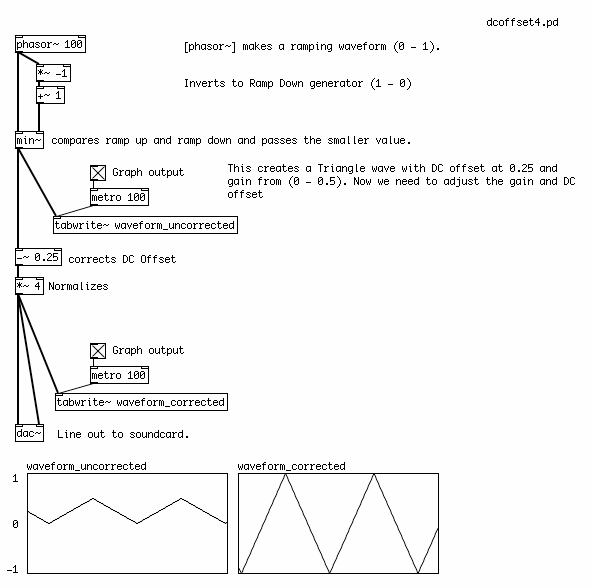 dcoffset4.pd
phasor~ 100
[phasor~] makes a ramping waveform (0 - 1).
*~ -1
Inverts to Ramp Down generator (1 - 0)
+~ 1
min~ compares ramp up and ramp down and passes the smaller value.
Graph output
This creates a Triangle wave with DC offset at 0.25 and
gain from (0 - 0.5). Now we need to adjust the gain and DC
offset
metro 100
tabwrite~ waveform_uncorrected
-~ 0.25 corrects DC Offset
*~ 4 Normalizes
Graph output
metro 100
tabwrite~ waveform_corrected
dac~ Line out to soundcard.
waveform_uncorrected
waveform_corrected
1
0
-1